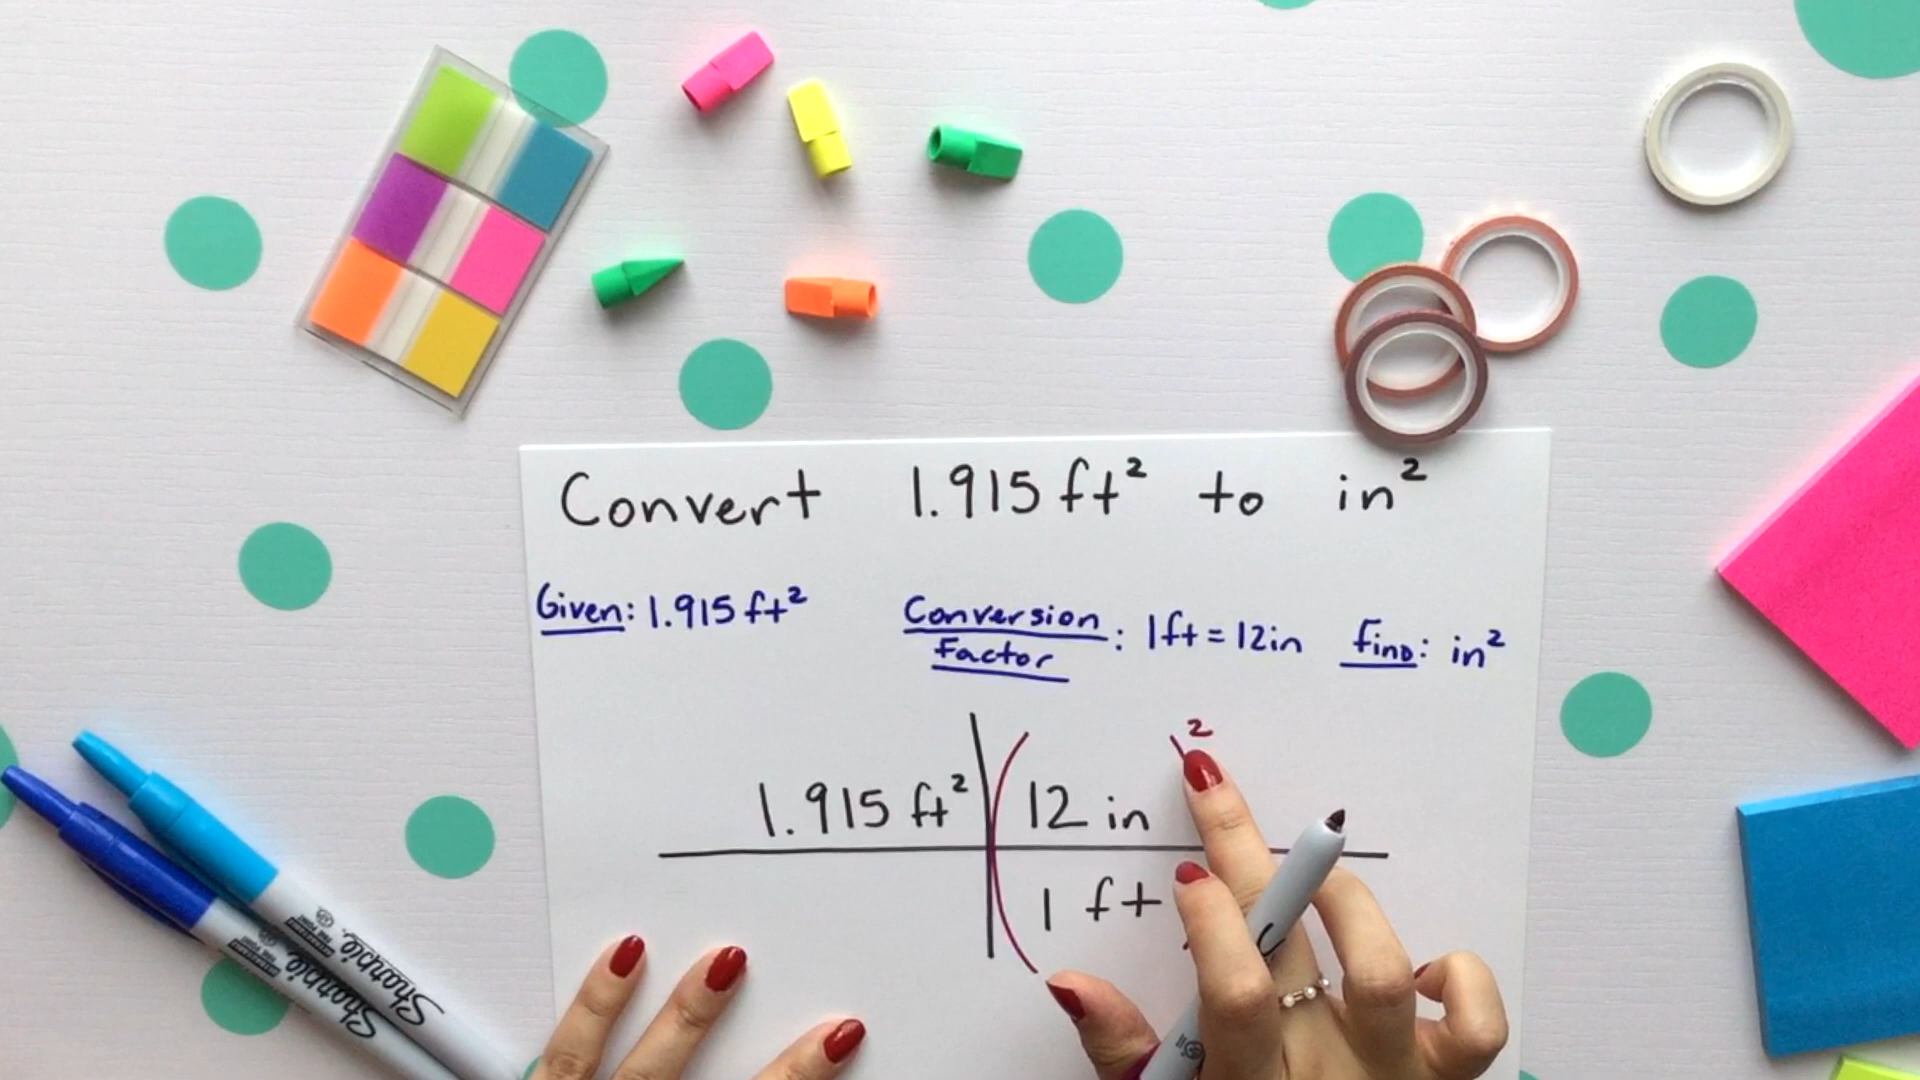 Convert 1.915 ft² to in²
Given: 1.915 ft²
Conversion Factor : 1ft = 12in
Find: in²
1.915 ft² (12 in 2
1 ft
Sharpie.
Sharpie